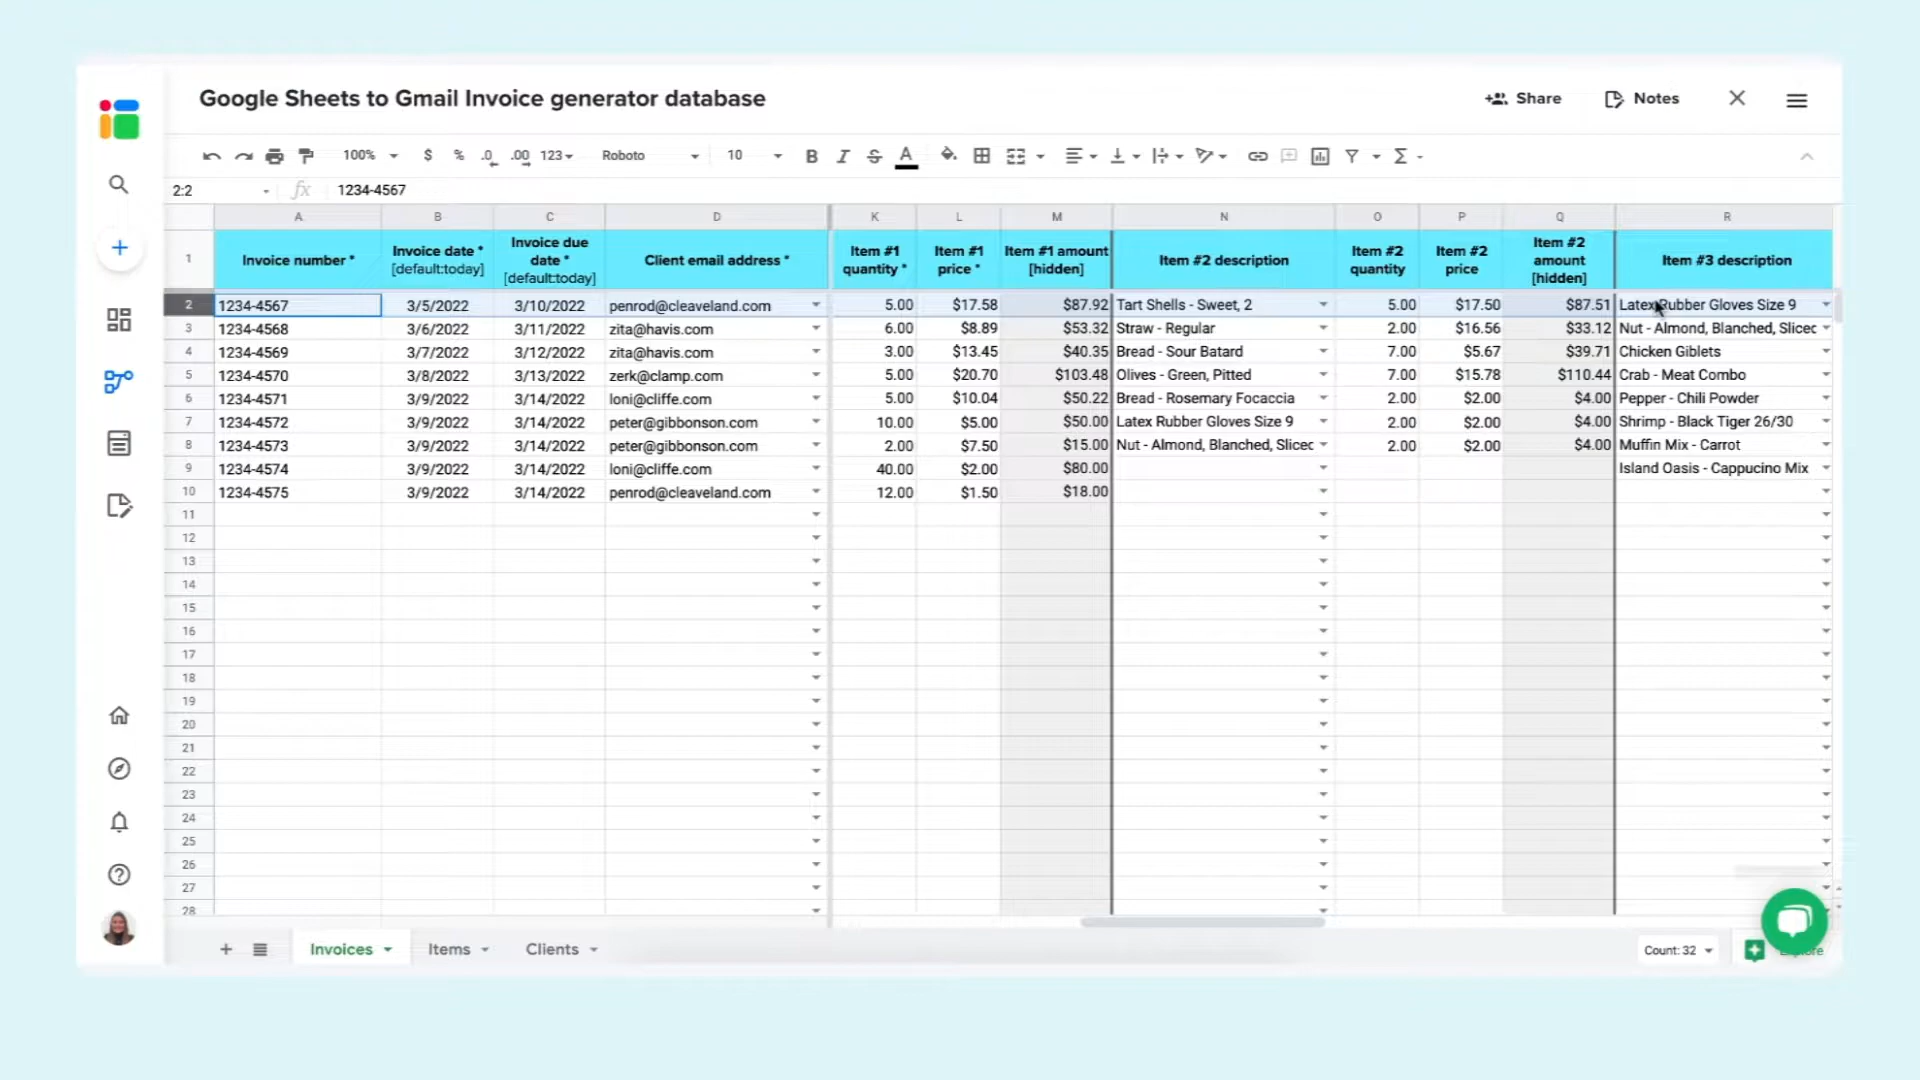 Google Sheets to Gmail Invoice generator database
Share
Notes
100%
$
%
.0
.00
123
Roboto
10
B
I
S
A
Σ
2:2
fx
1234-4567
A B C D K L M N O P Q R
1
Invoice number *
Invoice date *
[default:today]
Invoice due
date *
[default:today]
Client email address *
Item #1
quantity *
Item #1
price *
Item #1 amount
[hidden]
Item #2 description
Item #2
quantity
Item #2
price
Item #2
amount
[hidden]
Item #3 description
2 1234-4567 3/5/2022 3/10/2022 penrod@cleaveland.com 5.00 $17.58 $87.92 Tart Shells - Sweet, 2 5.00 $17.50 $87.51 Latex Rubber Gloves Size 9
3 1234-4568 3/6/2022 3/11/2022 zita@havis.com 6.00 $8.89 $53.32 Straw - Regular 2.00 $16.56 $33.12 Nut - Almond, Blanched, Slicec
4 1234-4569 3/7/2022 3/12/2022 zita@havis.com 3.00 $13.45 $40.35 Bread - Sour Batard 7.00 $5.67 $39.71 Chicken Giblets
5 1234-4570 3/8/2022 3/13/2022 zerk@clamp.com 5.00 $20.70 $103.48 Olives - Green, Pitted 7.00 $15.78 $110.44 Crab - Meat Combo
6 1234-4571 3/9/2022 3/14/2022 loni@cliffe.com 5.00 $10.04 $50.22 Bread - Rosemary Focaccia 2.00 $2.00 $4.00 Pepper - Chili Powder
7 1234-4572 3/9/2022 3/14/2022 peter@gibbonson.com 10.00 $5.00 $50.00 Latex Rubber Gloves Size 9 2.00 $2.00 $4.00 Shrimp - Black Tiger 26/30
8 1234-4573 3/9/2022 3/14/2022 peter@gibbonson.com 2.00 $7.50 $15.00 Nut - Almond, Blanched, Slicec 2.00 $2.00 $4.00 Muffin Mix - Carrot
9 1234-4574 3/9/2022 3/14/2022 loni@cliffe.com 40.00 $2.00 $80.00 Island Oasis - Cappucino Mix
10 1234-4575 3/9/2022 3/14/2022 penrod@cleaveland.com 12.00 $1.50 $18.00
11
12
13
14
15
16
17
18
19
20
21
22
23
24
25
26
27
28
Invoices
Items
Clients
Count: 32